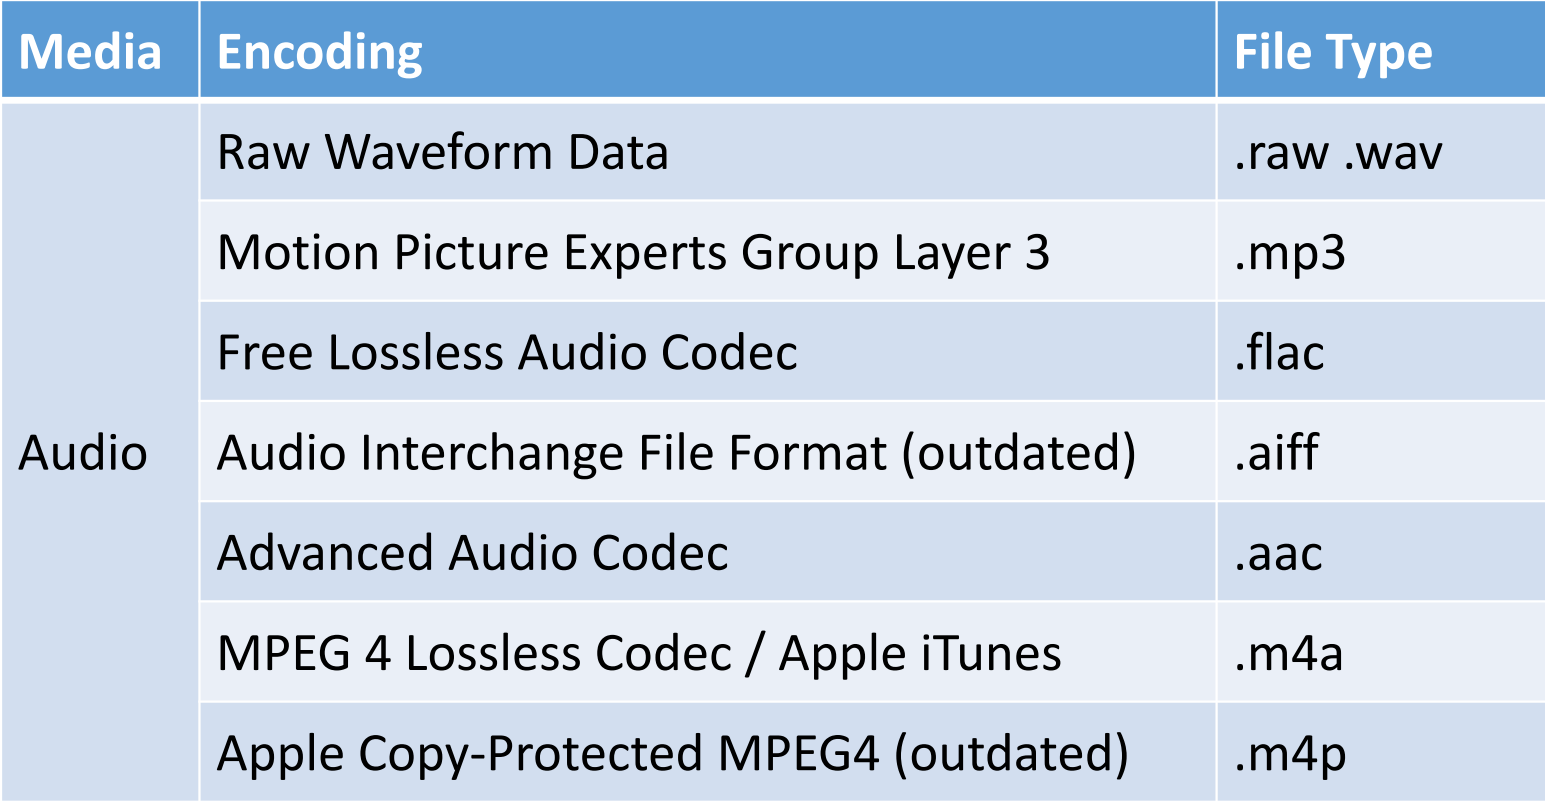 Media Encoding File Type
Raw Waveform Data .raw .wav
Motion Picture Experts Group Layer 3 .mp3
Free Lossless Audio Codec .flac
Audio Audio Interchange File Format (outdated) .aiff
Advanced Audio Codec .aac
MPEG 4 Lossless Codec / Apple iTunes .m4a
Apple Copy-Protected MPEG4 (outdated) .m4p